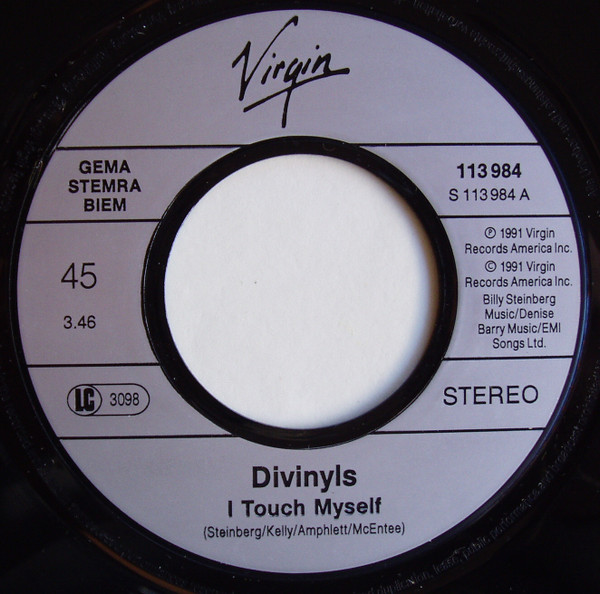 Virgin
GEMA
STEMRA
BIEM
113 984
S 113 984 A
45
3.46
℗ 1991 Virgin
Records America Inc.
© 1991 Virgin
Records America Inc.
Billy Steinberg
Music/Denise
Barry Music/EMI
Songs Ltd.
LC 3098
STEREO
Divinyls
I Touch Myself
(Steinberg/Kelly/Amphlett/McEntee)